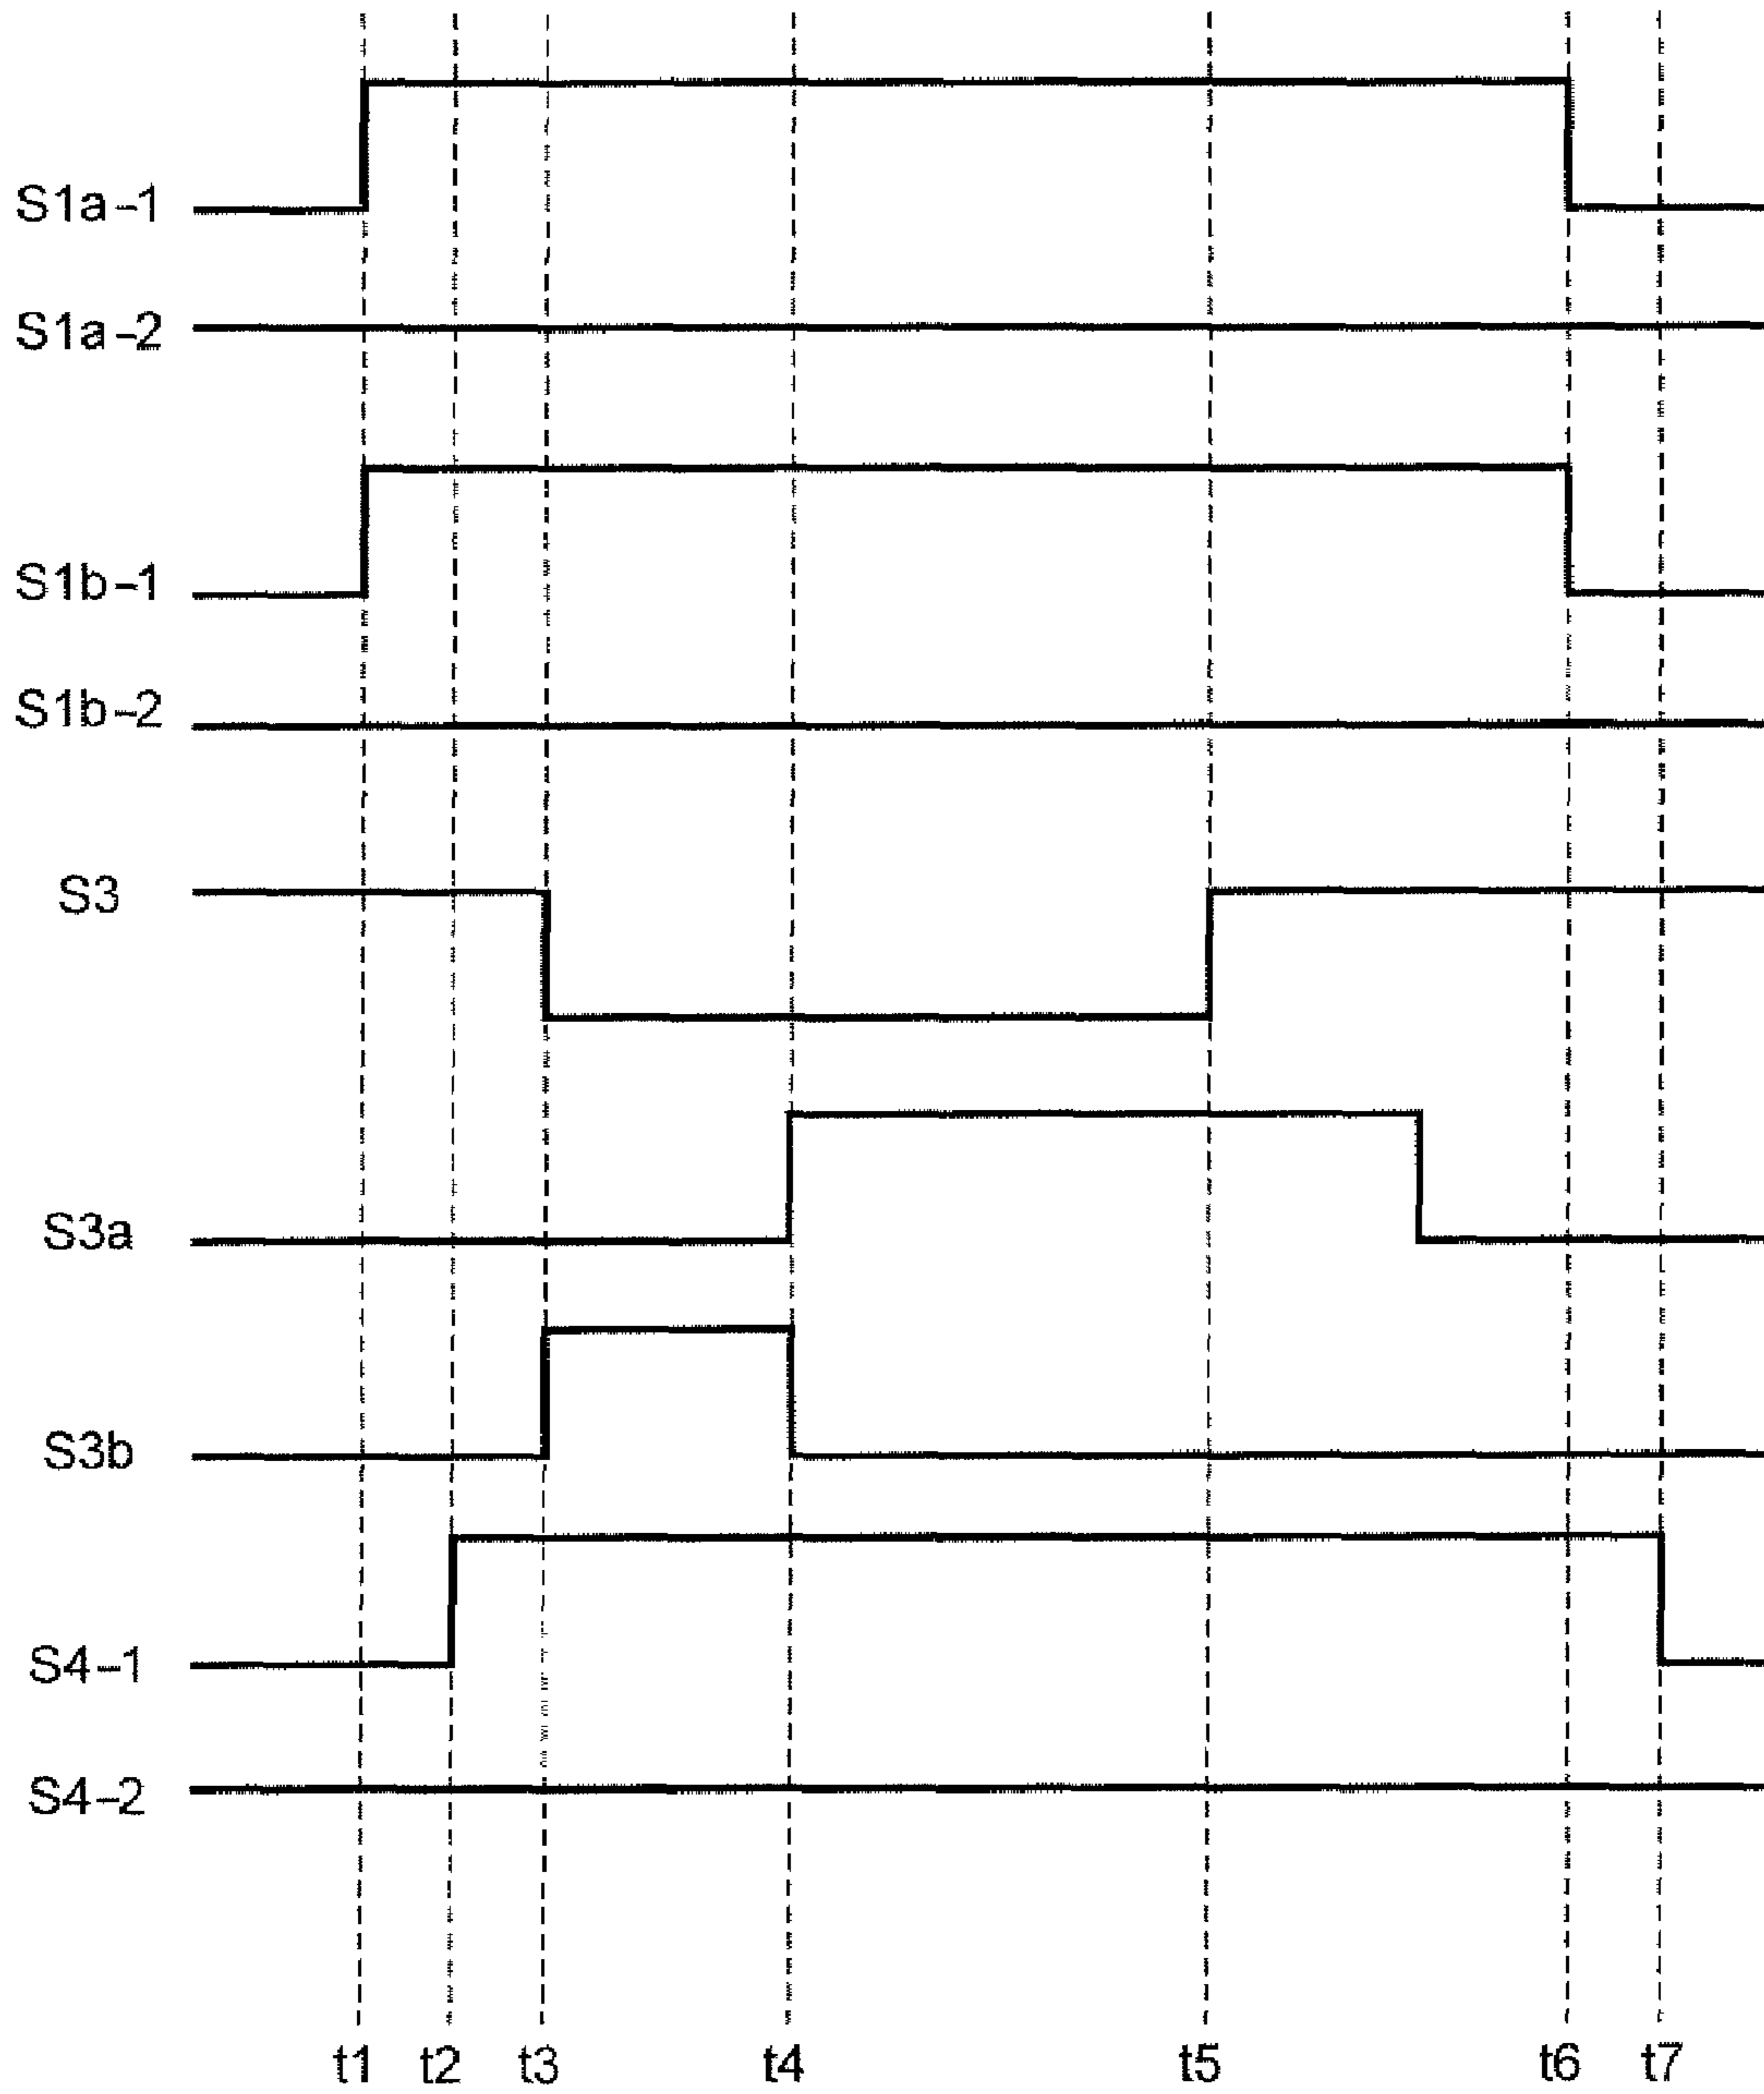 S1a-1
S1a-2
S1b-1
S1b-2
S3
S3a
S3b
S4-1
S4-2
t1 t2 t3 t4 t5 t6 t7